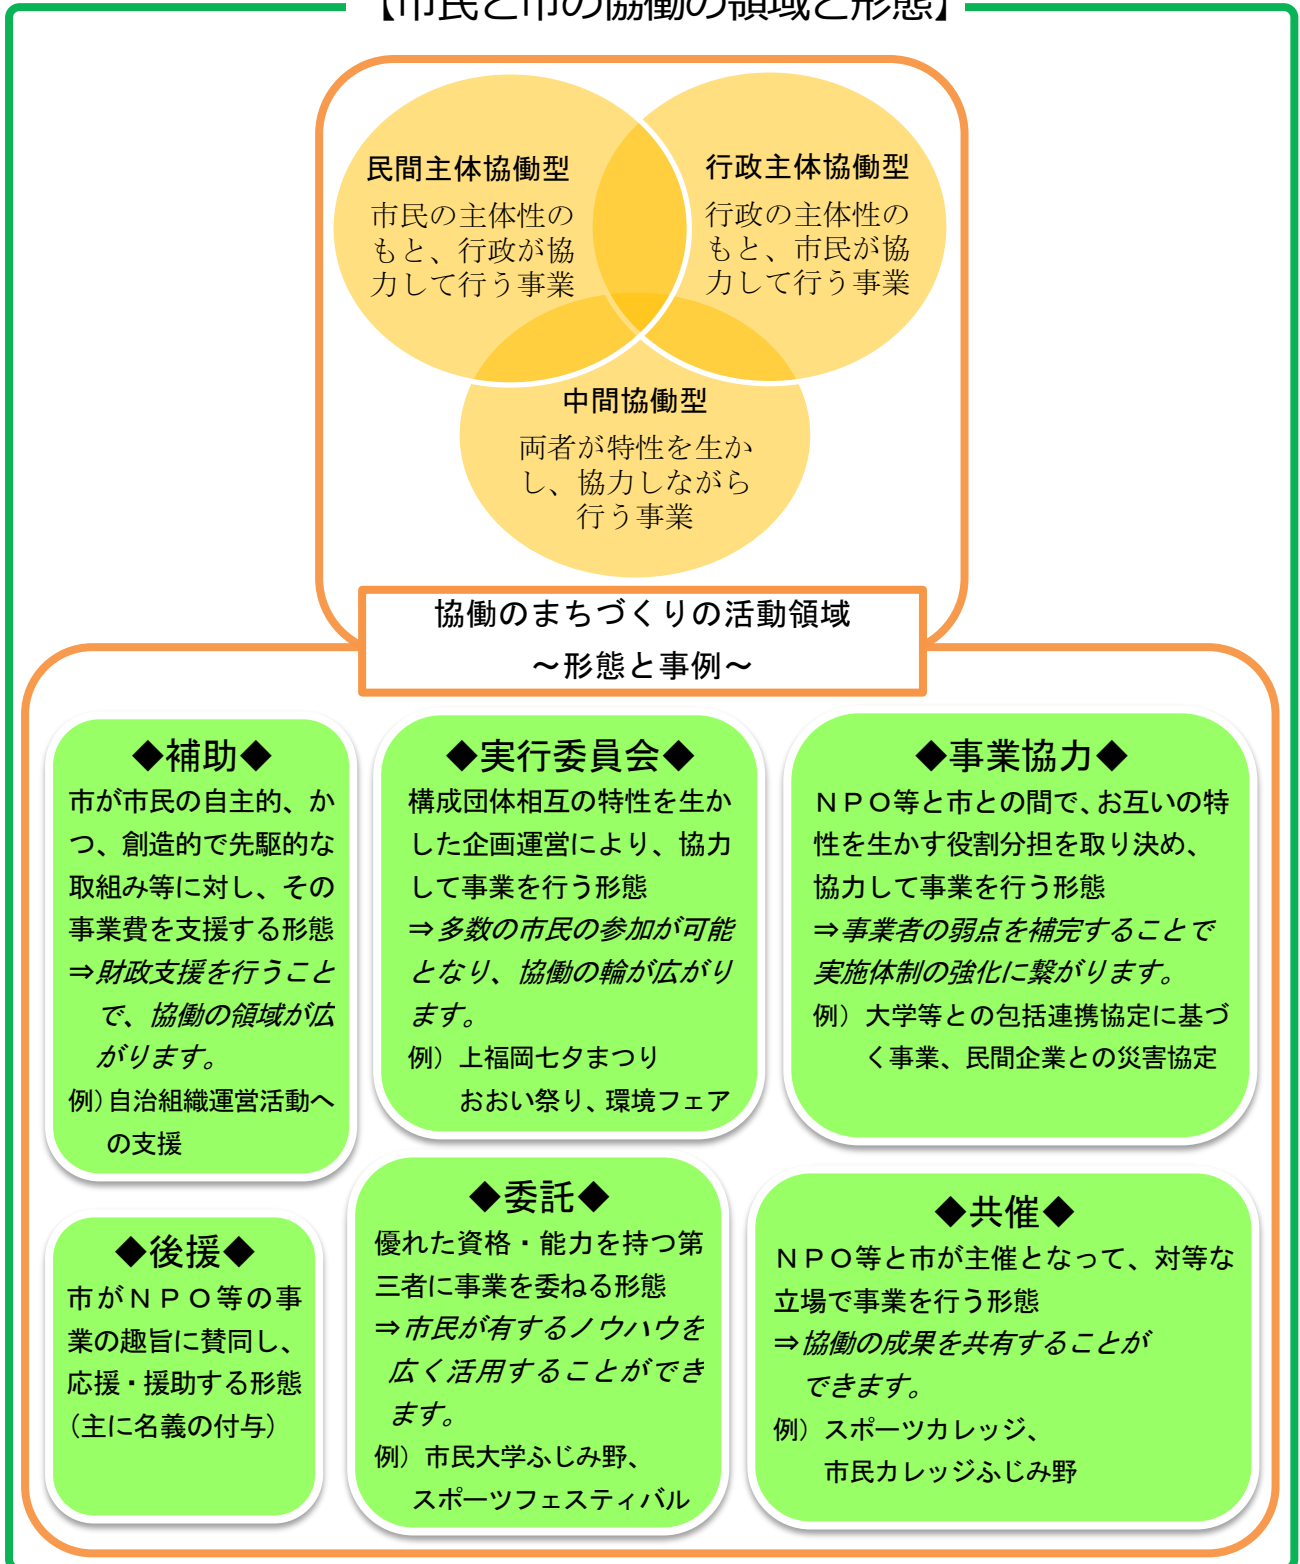 【市民と市の協働の領域と形態】
民間主体協働型
市民の主体性の
もと、行政が協
力して行う事業
行政主体協働型
行政の主体性の
もと、市民が協
力して行う事業
中間協働型
両者が特性を生か
し、協力しながら
行う事業
協働のまちづくりの活動領域
～形態と事例～
◆補助◆
市が市民の自主的、か
つ、創造的で先駆的な
取組み等に対し、その
事業費を支援する形態
⇒財政支援を行うこと
で、協働の領域が広
がります。
例）自治組織運営活動へ
の支援
◆実行委員会◆
構成団体相互の特性を生か
した企画運営により、協力
して事業を行う形態
⇒多数の市民の参加が可能
となり、協働の輪が広がり
ます。
例）上福岡七夕まつり
おおい祭り、環境フェア
◆事業協力◆
ＮＰＯ等と市との間で、お互いの特
性を生かす役割分担を取り決め、
協力して事業を行う形態
⇒事業者の弱点を補完することで
実施体制の強化に繋がります。
例）大学等との包括連携協定に基づ
く事業、民間企業との災害協定
◆後援◆
市がＮＰＯ等の事
業の趣旨に賛同し、
応援・援助する形態
（主に名義の付与）
◆委託◆
優れた資格・能力を持つ第
三者に事業を委ねる形態
⇒市民が有するノウハウを
広く活用することができ
ます。
例）市民大学ふじみ野、
スポーツフェスティバル
◆共催◆
ＮＰＯ等と市が主催となって、対等な
立場で事業を行う形態
⇒協働の成果を共有することが
できます。
例）スポーツカレッジ、
市民カレッジふじみ野